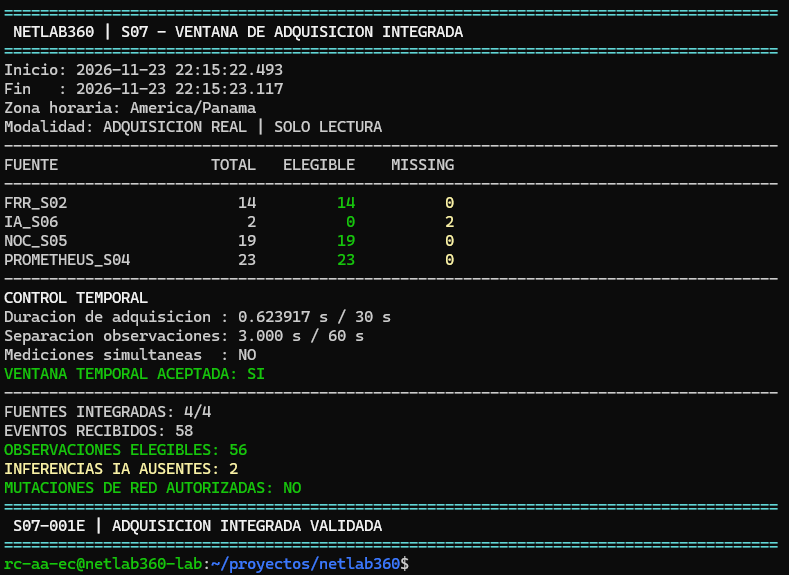 NETLAB360 | S07 - VENTANA DE ADQUISICION INTEGRADA
Inicio: 2026-11-23 22:15:22.493
Fin   : 2026-11-23 22:15:23.117
Zona horaria: America/Panama
Modalidad: ADQUISICION REAL | SOLO LECTURA
FUENTE TOTAL ELEGIBLE MISSING
FRR_S02 14 14 0
IA_S06 2 0 2
NOC_S05 19 19 0
PROMETHEUS_S04 23 23 0
CONTROL TEMPORAL
Duracion de adquisicion : 0.623917 s / 30 s
Separacion observaciones: 3.000 s / 60 s
Mediciones simultaneas  : NO
VENTANA TEMPORAL ACEPTADA: SI
FUENTES INTEGRADAS: 4/4
EVENTOS RECIBIDOS: 58
OBSERVACIONES ELEGIBLES: 56
INFERENCIAS IA AUSENTES: 2
MUTACIONES DE RED AUTORIZADAS: NO
S07-001E | ADQUISICION INTEGRADA VALIDADA
rc-aa-ec@netlab360-lab:~/proyectos/netlab360$